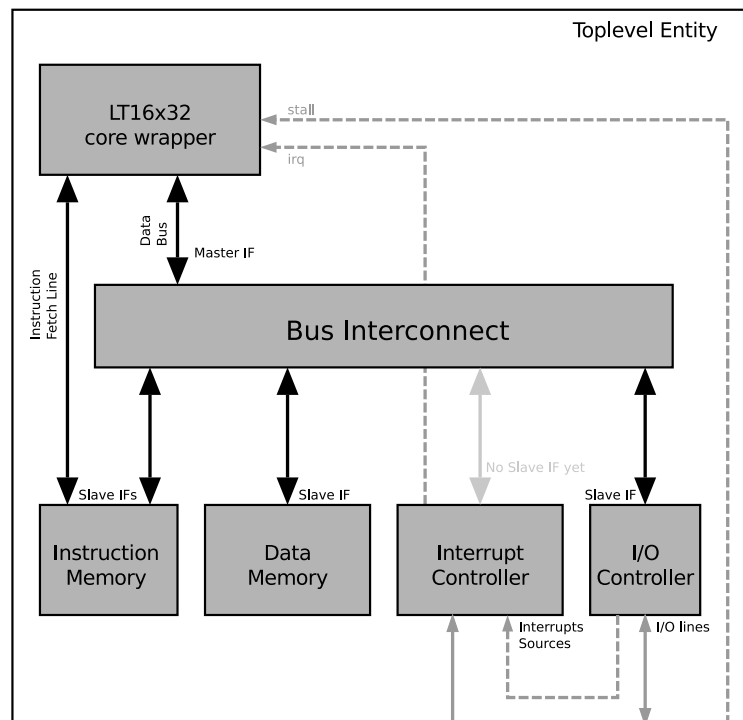 Toplevel Entity
LT16x32
core wrapper
stall
irq
Instruction
Fetch Line
Data
Bus
Master IF
Bus Interconnect
No Slave IF yet
Slave IFs
Slave IF
Slave IF
Instruction
Memory
Data
Memory
Interrupt
Controller
I/O
Controller
Interrupts
Sources
I/O lines